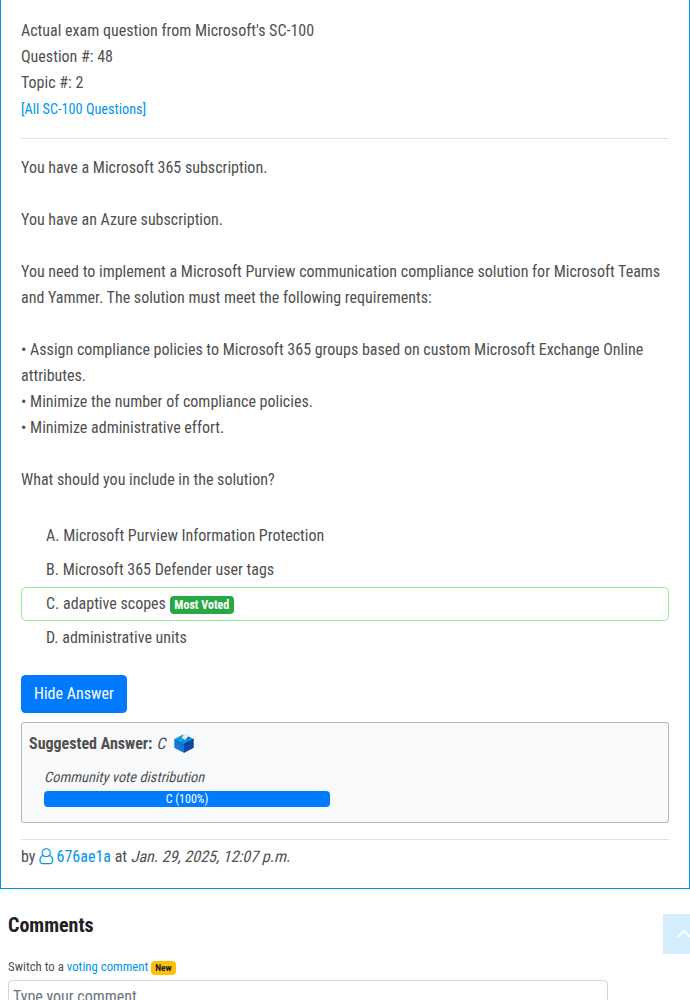 Actual exam question from Microsoft's SC-100
Question #: 48
Topic #: 2
[All SC-100 Questions]
You have a Microsoft 365 subscription.
You have an Azure subscription.
You need to implement a Microsoft Purview communication compliance solution for Microsoft Teams
and Yammer. The solution must meet the following requirements:
• Assign compliance policies to Microsoft 365 groups based on custom Microsoft Exchange Online
attributes.
• Minimize the number of compliance policies.
• Minimize administrative effort.
What should you include in the solution?
A. Microsoft Purview Information Protection
B. Microsoft 365 Defender user tags
C. adaptive scopes Most Voted
D. administrative units
Hide Answer
Suggested Answer: C
Community vote distribution
C (100%)
by 676ae1a at Jan. 29, 2025, 12:07 p.m.
Comments
Switch to a voting comment New
Type your comment